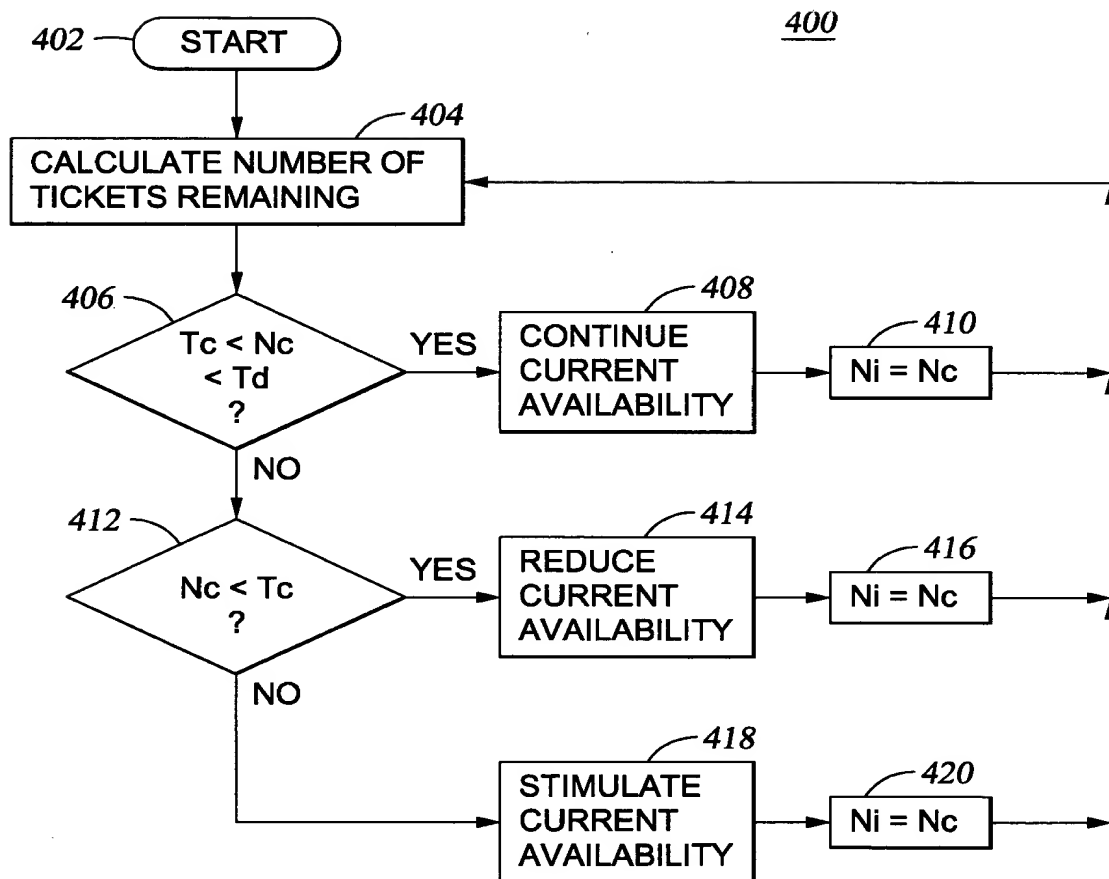 400
402
START
404
CALCULATE NUMBER OF
TICKETS REMAINING
406
Tc < Nc
< Td
?
YES
NO
408
CONTINUE
CURRENT
AVAILABILITY
410
Ni = Nc
412
Nc < Tc
?
YES
NO
414
REDUCE
CURRENT
AVAILABILITY
416
Ni = Nc
418
STIMULATE
CURRENT
AVAILABILITY
420
Ni = Nc